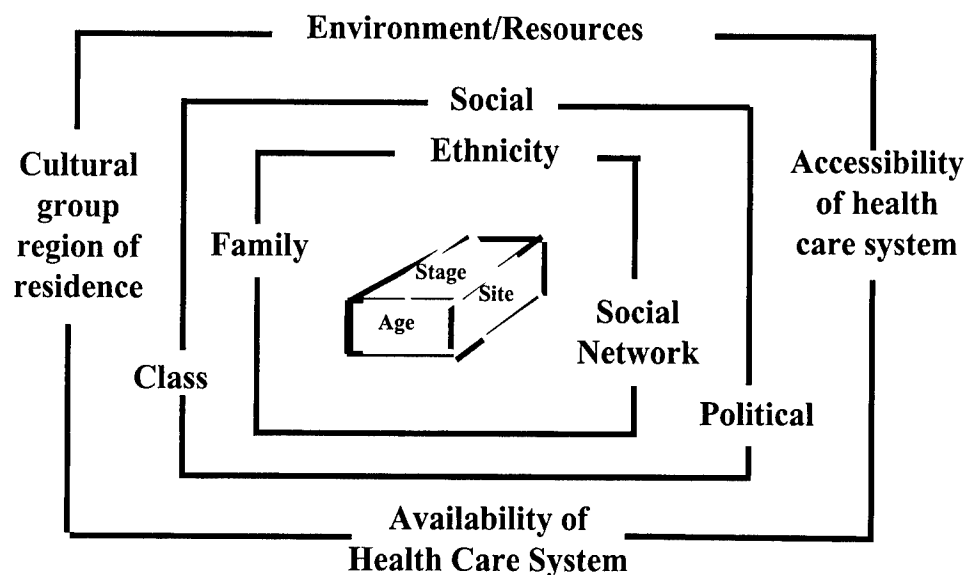 Environment/Resources
Social
Ethnicity
Cultural
group
region of
residence
Accessibility
of health
care system
Family
Stage
Site
Age
Social
Network
Class
Political
Availability of
Health Care System